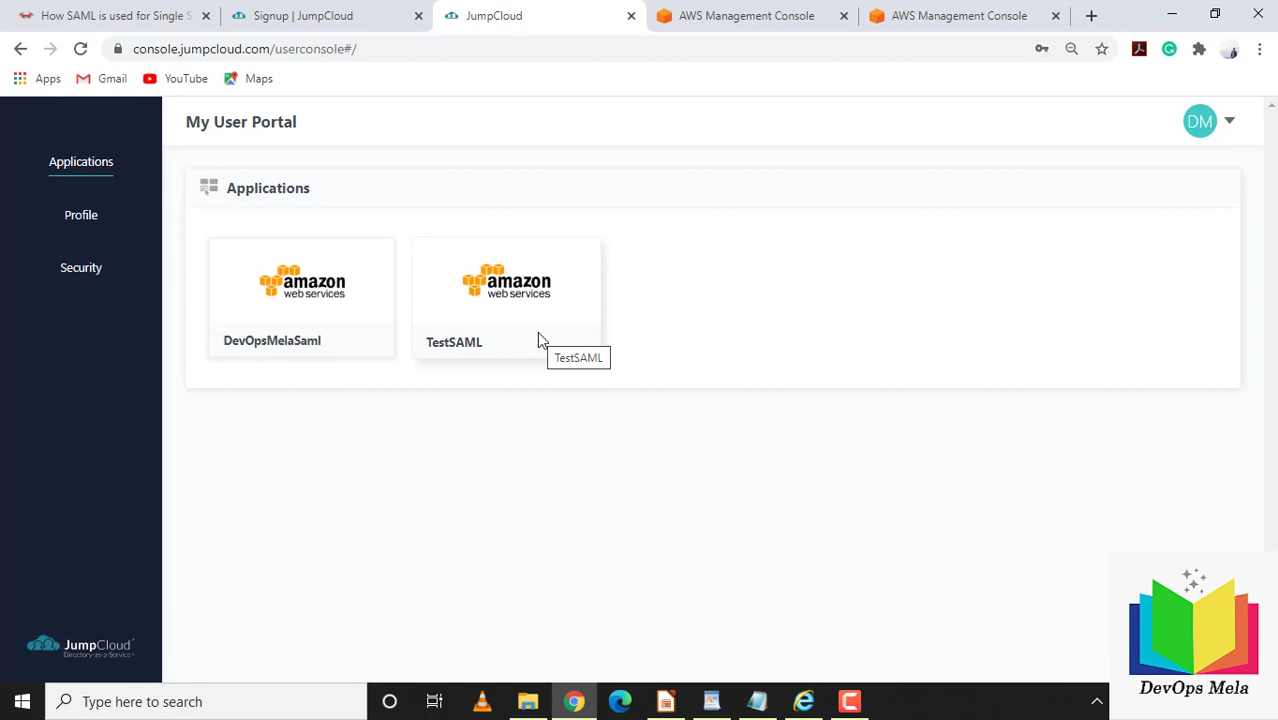 How SAML is used for Single S
Signup | JumpCloud
JumpCloud
AWS Management Console
AWS Management Console
console.jumpcloud.com/userconsole#/
Apps
Gmail
YouTube
Maps
My User Portal
DM
Applications
Profile
Security
Applications
amazon
web services
DevOpsMelaSaml
amazon
web services
TestSAML
TestSAML
JumpCloud
Directory-as-a-Service
DevOps Mela
Type here to search